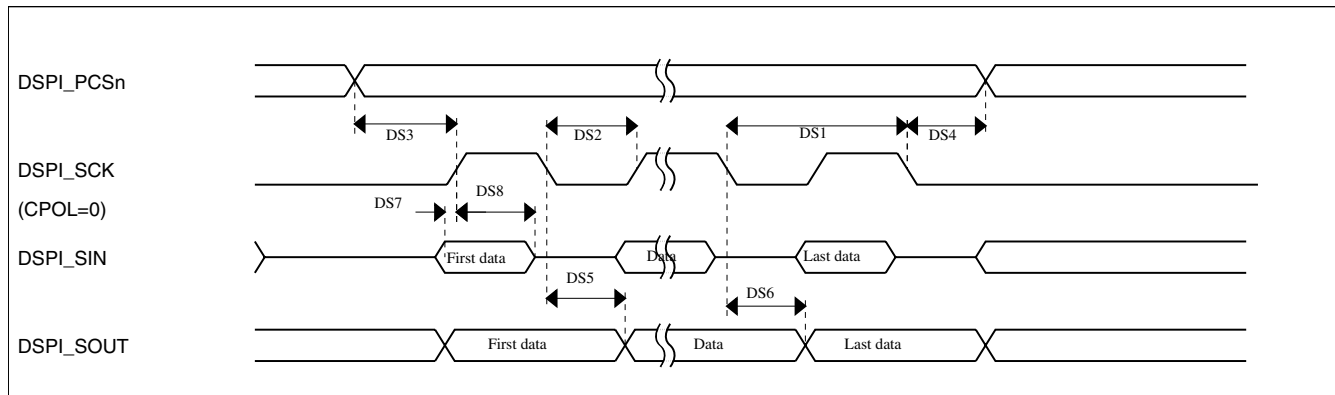 DSPI_PCSn
DS3
DS2
DS1
DS4
DSPI_SCK
(CPOL=0)
DS7
DS8
DSPI_SIN
First data
Data
Last data
DS5
DS6
DSPI_SOUT
First data
Data
Last data